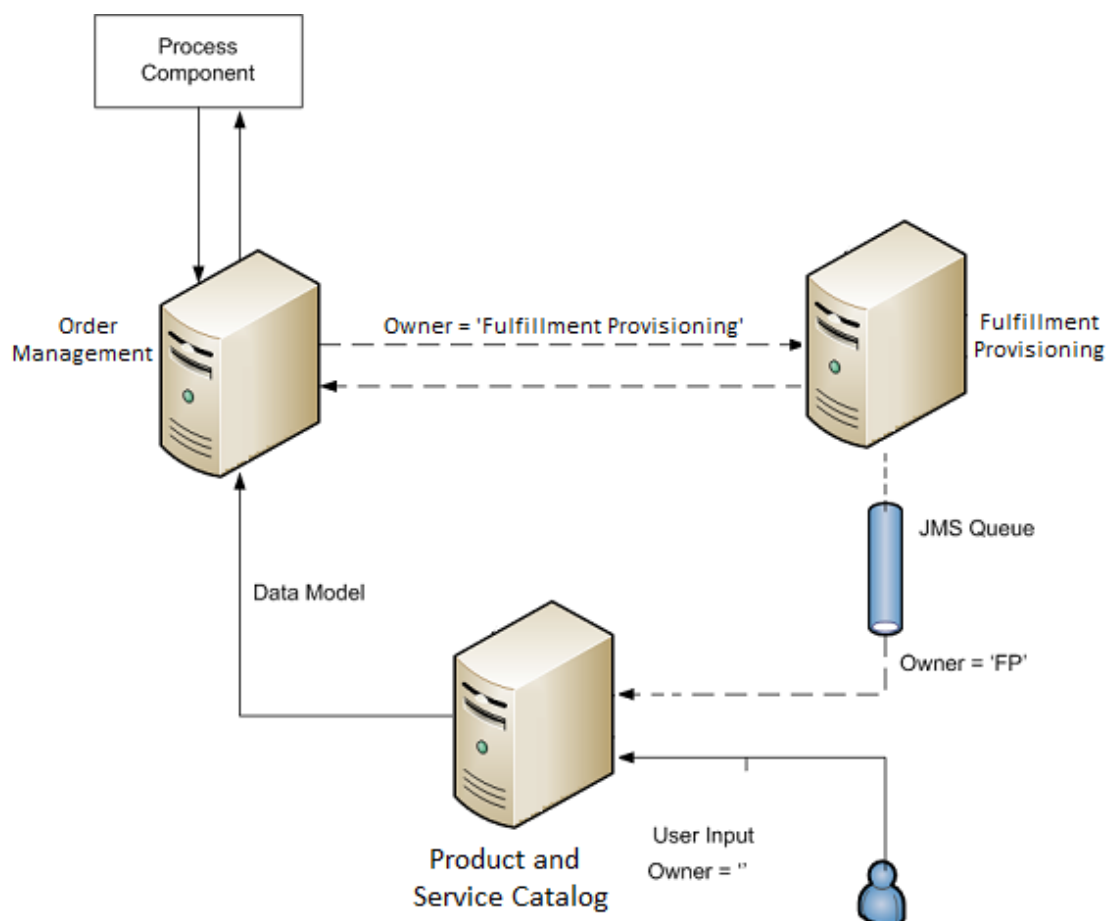 Process
Component
Order
Management
Owner = 'Fulfillment Provisioning'
Fulfillment
Provisioning
JMS Queue
Data Model
Owner = ‘FP’
User Input
Owner = ‘’
Product and
Service Catalog